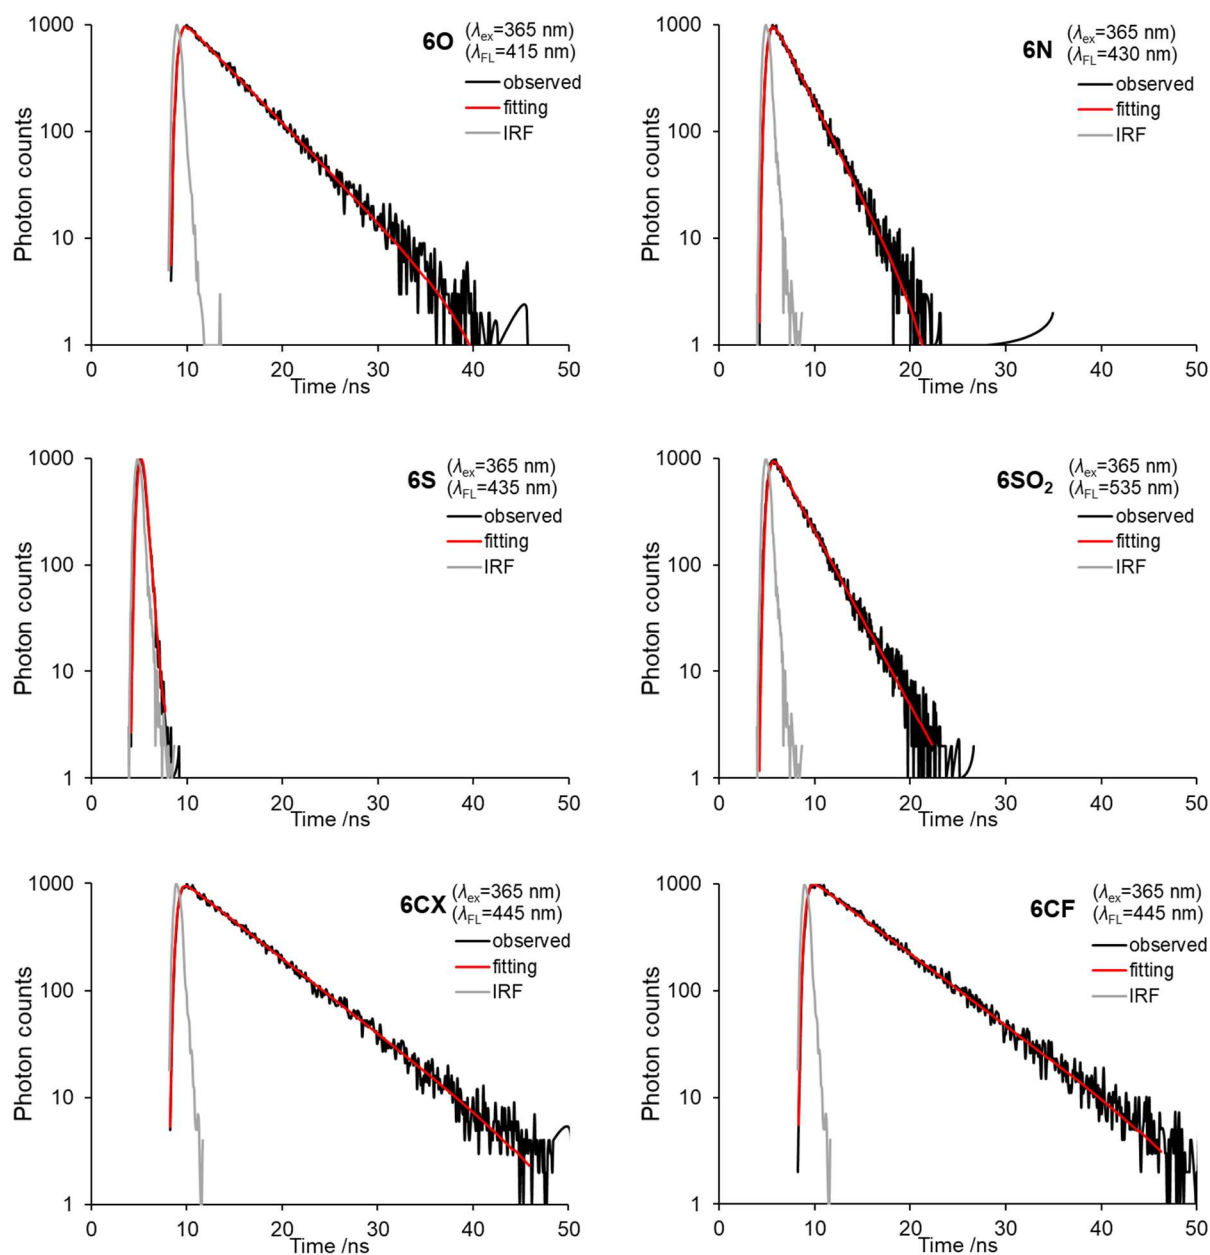 1000
100
10
1
Photon counts
0 10 20 30 40 50
Time /ns
6O (λex=365 nm)
(λFL=415 nm)
observed
fitting
IRF
1000
100
10
1
Photon counts
0 10 20 30 40 50
Time /ns
6N (λex=365 nm)
(λFL=430 nm)
observed
fitting
IRF
1000
100
10
1
Photon counts
0 10 20 30 40 50
Time /ns
6S (λex=365 nm)
(λFL=435 nm)
observed
fitting
IRF
1000
100
10
1
Photon counts
0 10 20 30 40 50
Time /ns
6SO₂ (λex=365 nm)
(λFL=535 nm)
observed
fitting
IRF
1000
100
10
1
Photon counts
0 10 20 30 40 50
Time /ns
6CX (λex=365 nm)
(λFL=445 nm)
observed
fitting
IRF
1000
100
10
1
Photon counts
0 10 20 30 40 50
Time /ns
6CF (λex=365 nm)
(λFL=445 nm)
observed
fitting
IRF